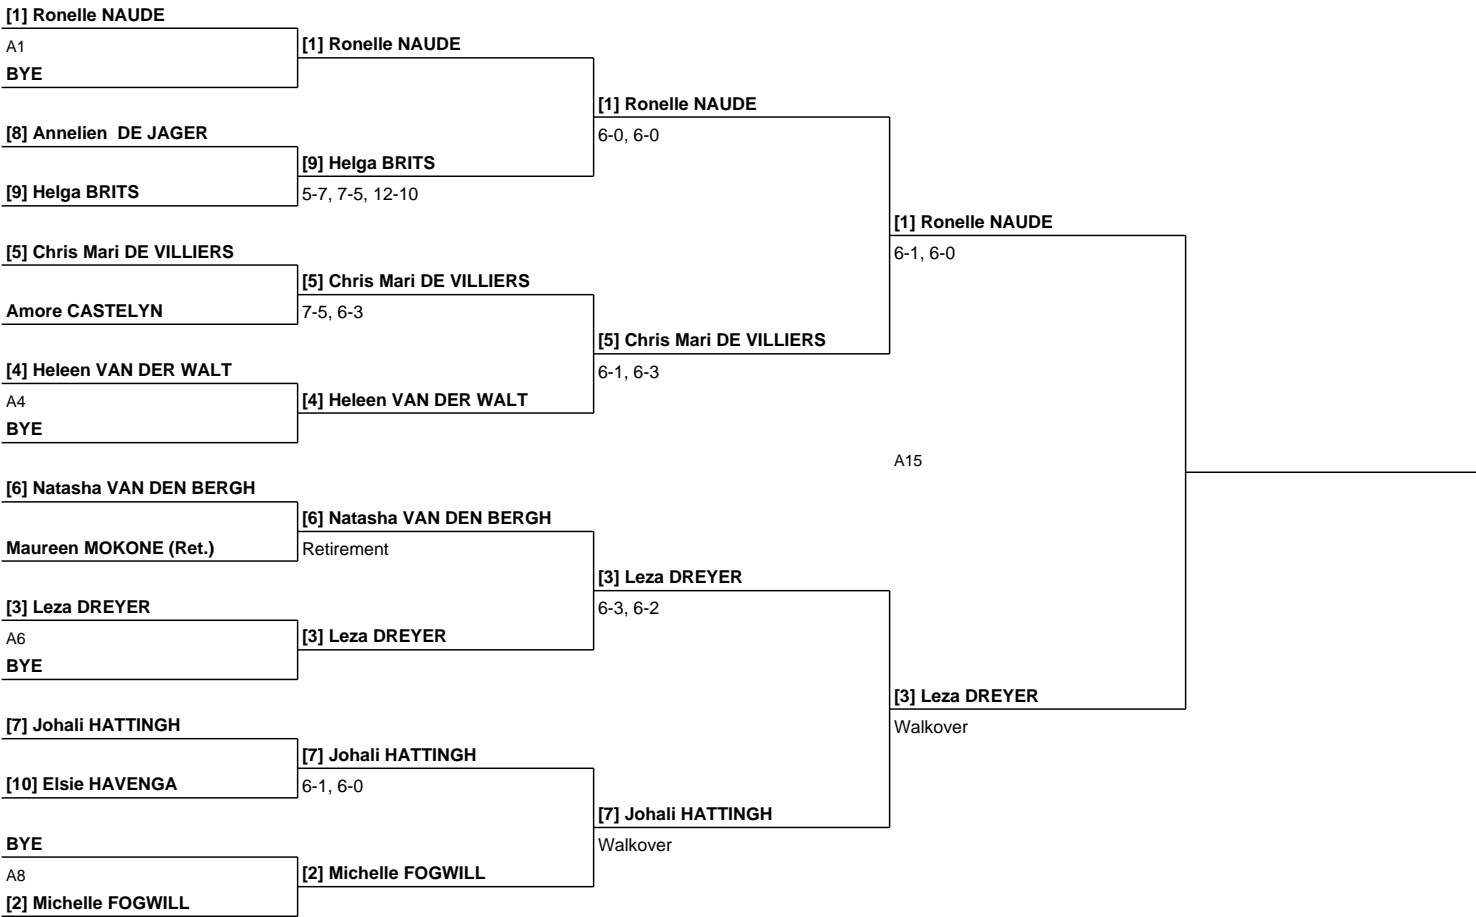 [1] Ronelle NAUDE
A1
BYE
[1] Ronelle NAUDE
[8] Annelien  DE JAGER
[9] Helga BRITS
[9] Helga BRITS
5-7, 7-5, 12-10
[1] Ronelle NAUDE
6-0, 6-0
[5] Chris Mari DE VILLIERS
Amore CASTELYN
[5] Chris Mari DE VILLIERS
7-5, 6-3
[4] Heleen VAN DER WALT
A4
BYE
[4] Heleen VAN DER WALT
[5] Chris Mari DE VILLIERS
6-1, 6-3
[1] Ronelle NAUDE
6-1, 6-0
A15
[6] Natasha VAN DEN BERGH
Maureen MOKONE (Ret.)
[6] Natasha VAN DEN BERGH
Retirement
[3] Leza DREYER
A6
BYE
[3] Leza DREYER
[3] Leza DREYER
6-3, 6-2
[7] Johali HATTINGH
[10] Elsie HAVENGA
[7] Johali HATTINGH
6-1, 6-0
BYE
A8
[2] Michelle FOGWILL
[2] Michelle FOGWILL
[7] Johali HATTINGH
Walkover
[3] Leza DREYER
Walkover